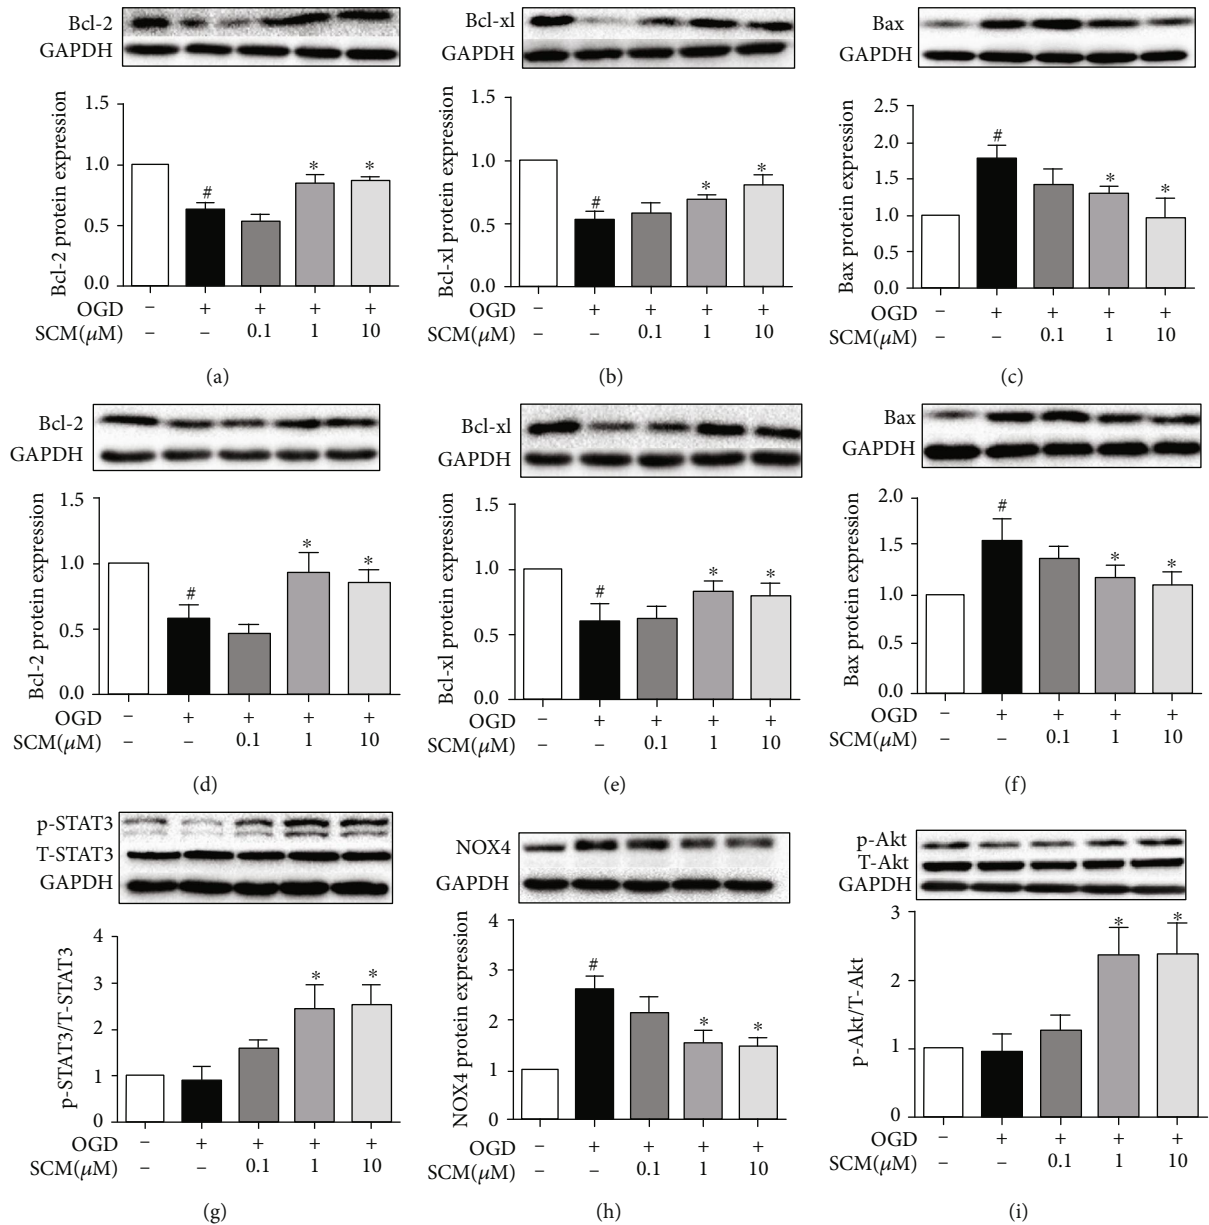 Bcl-2
GAPDH
Bcl-2 protein expression
1.5
1.0
0.5
0.0
#
*
*
OGD − + + + +
SCM(μM) − − 0.1 1 10
(a)
Bcl-xl
GAPDH
Bcl-xl protein expression
1.5
1.0
0.5
0.0
#
*
*
OGD − + + + +
SCM(μM) − − 0.1 1 10
(b)
Bax
GAPDH
Bax protein expression
2.5
2.0
1.5
1.0
0.5
0.0
#
*
*
OGD − + + + +
SCM(μM) − − 0.1 1 10
(c)
Bcl-2
GAPDH
Bcl-2 protein expression
1.5
1.0
0.5
0.0
#
*
*
OGD − + + + +
SCM(μM) − − 0.1 1 10
(d)
Bcl-xl
GAPDH
Bcl-xl protein expression
1.5
1.0
0.5
0.0
#
*
*
OGD − + + + +
SCM(μM) − − 0.1 1 10
(e)
Bax
GAPDH
Bax protein expression
2.0
1.5
1.0
0.5
0.0
#
*
*
OGD − + + + +
SCM(μM) − − 0.1 1 10
(f)
p-STAT3
T-STAT3
GAPDH
p-STAT3/T-STAT3
4
3
2
1
0
*
*
OGD − + + + +
SCM(μM) − − 0.1 1 10
(g)
NOX4
GAPDH
NOX4 protein expression
4
3
2
1
0
#
*
*
OGD − + + + +
SCM(μM) − − 0.1 1 10
(h)
p-Akt
T-Akt
GAPDH
p-Akt/T-Akt
3
2
1
0
*
*
OGD − + + + +
SCM(μM) − − 0.1 1 10
(i)